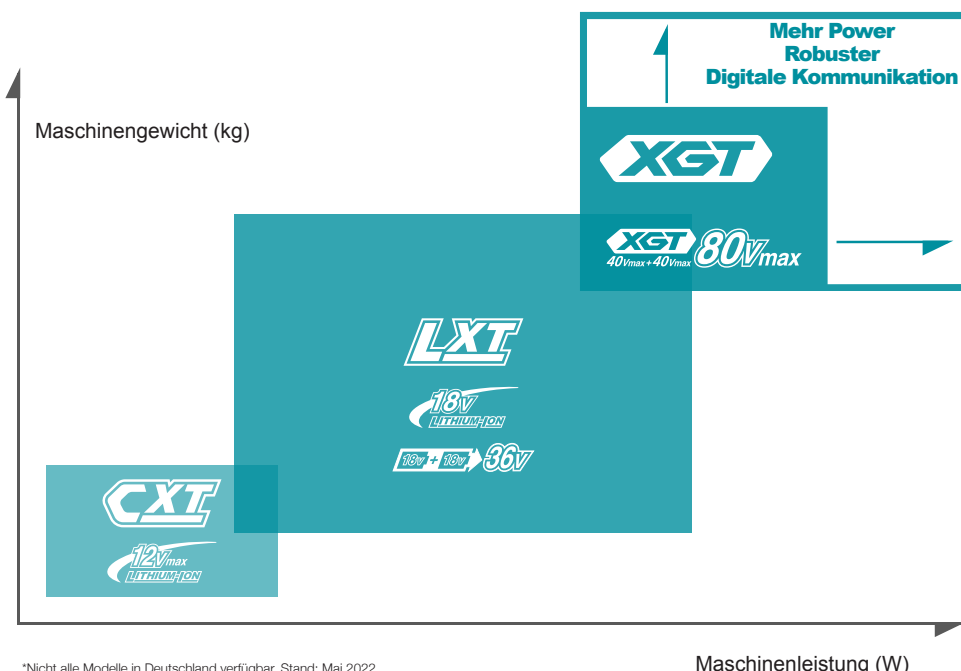 Mehr Power
Robuster
Digitale Kommunikation
Maschinengewicht (kg)
XGT
XGT 80Vmax
40Vmax+40Vmax
LXT
18V
LITHIUM-ION
18V + 18V 36V
CXT
12Vmax
LITHIUM-ION
Maschinenleistung (W)
*Nicht alle Modelle in Deutschland verfügbar. Stand: Mai 2022